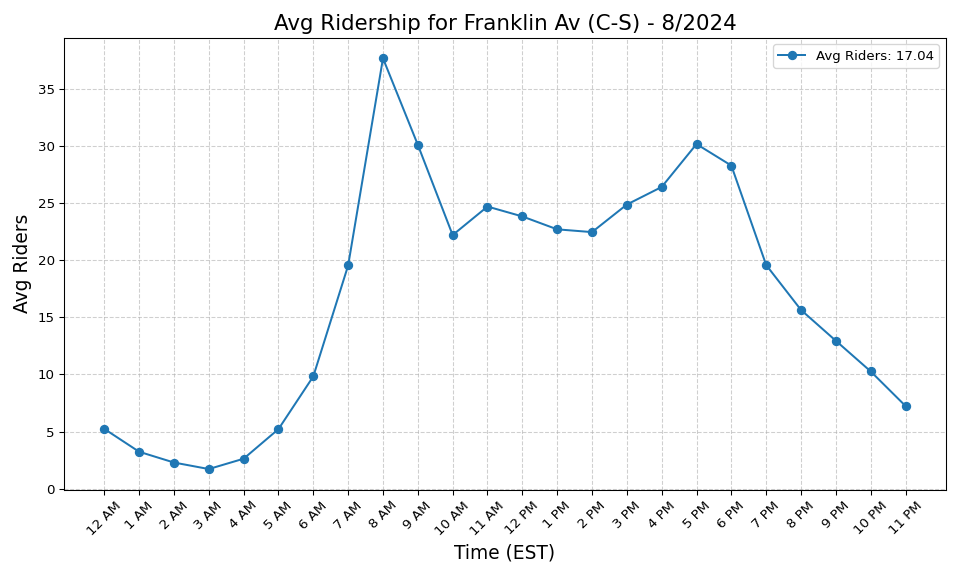 Avg Ridership for Franklin Av (C-S) - 8/2024
Avg Riders: 17.04
Avg Riders
35
30
25
20
15
10
5
0
12 AM
1 AM
2 AM
3 AM
4 AM
5 AM
6 AM
7 AM
8 AM
9 AM
10 AM
11 AM
12 PM
1 PM
2 PM
3 PM
4 PM
5 PM
6 PM
7 PM
8 PM
9 PM
10 PM
11 PM
Time (EST)